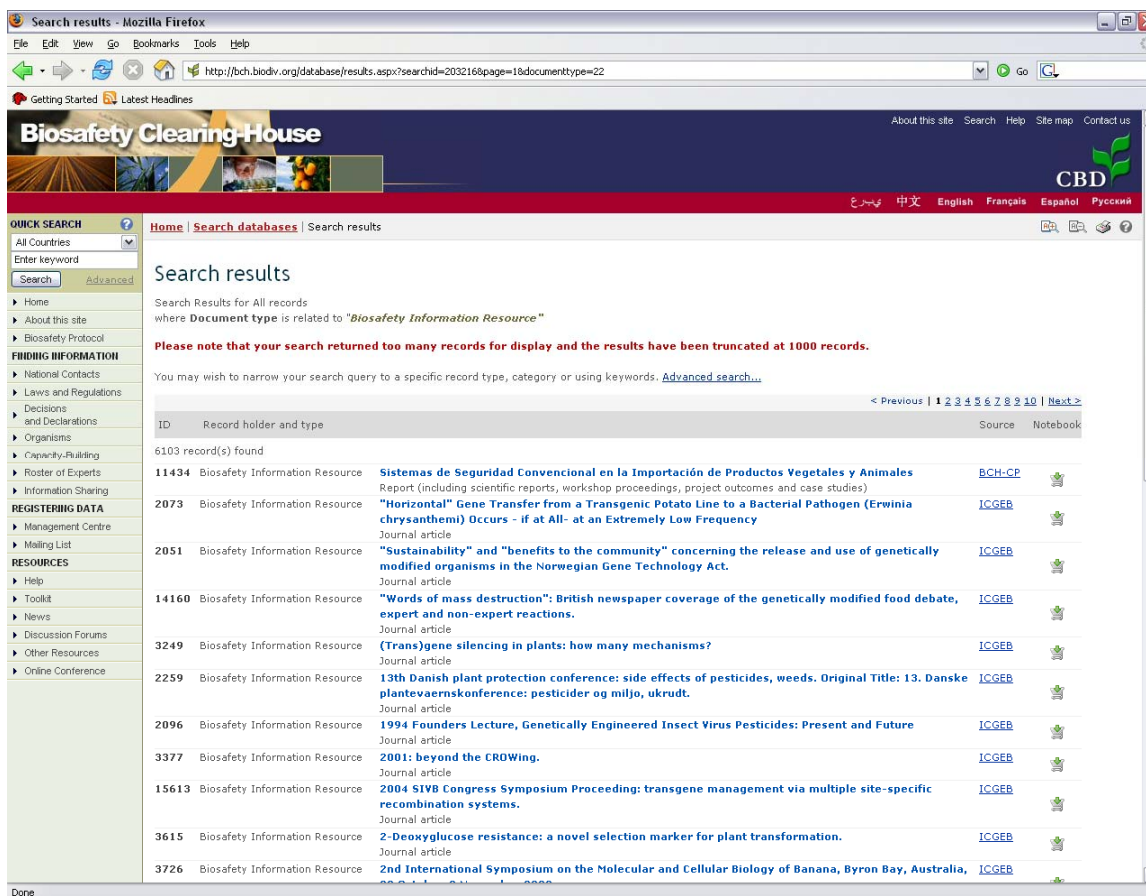 Search results - Mozilla Firefox
File Edit View Go Bookmarks Tools Help
http://bch.biodiv.org/database/results.aspx?searchid=203216&page=1&documenttype=22 Go
Getting Started Latest Headlines
Biosafety Clearing-House
About this site Search Help Site map Contact us
CBD
中文 English Français Español Русский
QUICK SEARCH
All Countries
Enter keyword
Search Advanced
Home
About this site
Biosafety Protocol
FINDING INFORMATION
National Contacts
Laws and Regulations
Decisions
and Declarations
Organisms
Capacity-Building
Roster of Experts
Information Sharing
REGISTERING DATA
Management Centre
Mailing List
RESOURCES
Help
Toolkit
News
Discussion Forums
Other Resources
Online Conference
Home | Search databases | Search results
Search results
Search Results for All records
where Document type is related to "Biosafety Information Resource"
Please note that your search returned too many records for display and the results have been truncated at 1000 records.
You may wish to narrow your search query to a specific record type, category or using keywords. Advanced search...
< Previous | 1 2 3 4 5 6 7 8 9 10 | Next >
ID Record holder and type Source Notebook
6103 record(s) found
11434 Biosafety Information Resource Sistemas de Seguridad Convencional en la Importación de Productos Vegetales y Animales BCH-CP
Report (including scientific reports, workshop proceedings, project outcomes and case studies)
2073 Biosafety Information Resource "Horizontal" Gene Transfer from a Transgenic Potato Line to a Bacterial Pathogen (Erwinia ICGEB
chrysanthemi) Occurs - if at All- at an Extremely Low Frequency
Journal article
2051 Biosafety Information Resource "Sustainability" and "benefits to the community" concerning the release and use of genetically ICGEB
modified organisms in the Norwegian Gene Technology Act.
Journal article
14160 Biosafety Information Resource "Words of mass destruction": British newspaper coverage of the genetically modified food debate, ICGEB
expert and non-expert reactions.
Journal article
3249 Biosafety Information Resource (Trans)gene silencing in plants: how many mechanisms? ICGEB
Journal article
2259 Biosafety Information Resource 13th Danish plant protection conference: side effects of pesticides, weeds. Original Title: 13. Danske ICGEB
plantevaernskonference: pesticider og miljo, ukrudt.
Journal article
2096 Biosafety Information Resource 1994 Founders Lecture, Genetically Engineered Insect Virus Pesticides: Present and Future ICGEB
Journal article
3377 Biosafety Information Resource 2001: beyond the CROWing. ICGEB
Journal article
15613 Biosafety Information Resource 2004 SIVB Congress Symposium Proceeding: transgene management via multiple site-specific ICGEB
recombination systems.
Journal article
3615 Biosafety Information Resource 2-Deoxyglucose resistance: a novel selection marker for plant transformation. ICGEB
Journal article
3726 Biosafety Information Resource 2nd International Symposium on the Molecular and Cellular Biology of Banana, Byron Bay, Australia, ICGEB
Done